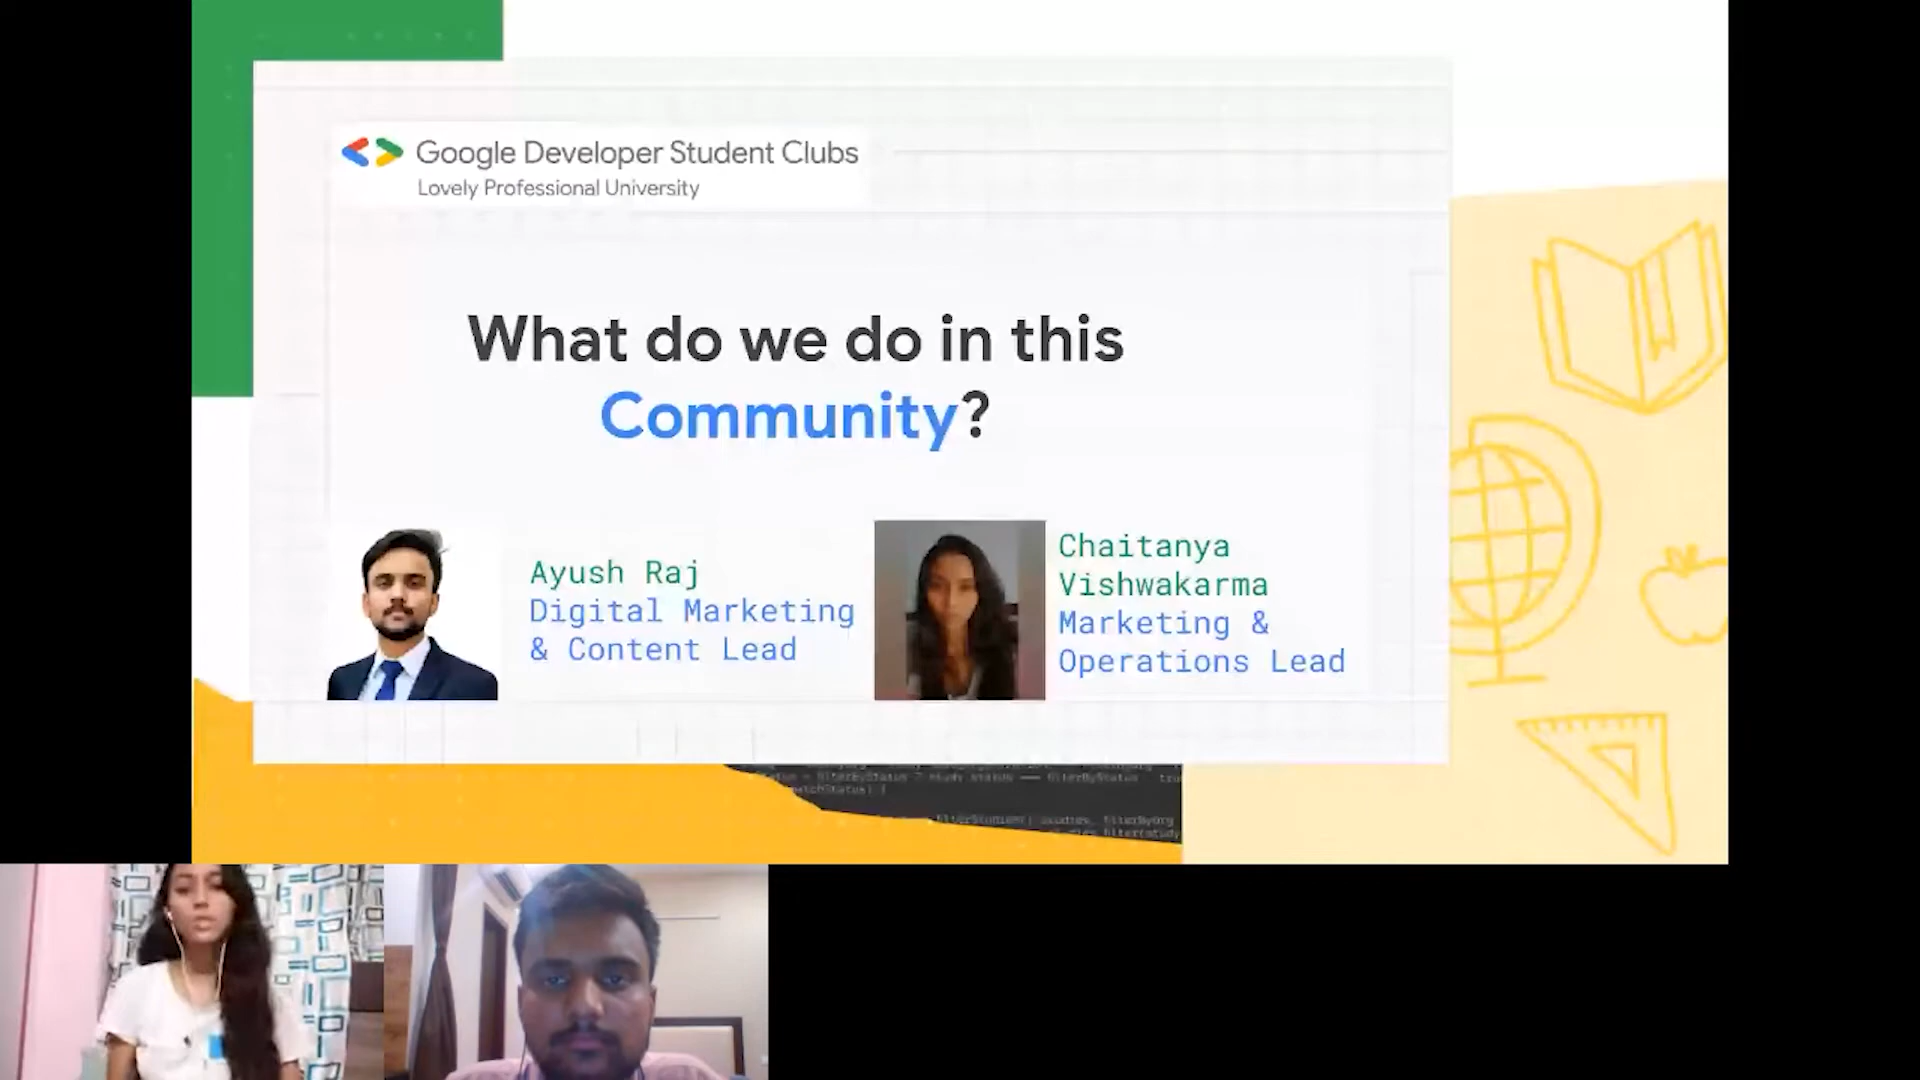 Google Developer Student Clubs
Lovely Professional University
What do we do in this
Community?
Ayush Raj
Digital Marketing
& Content Lead
Chaitanya
Vishwakarma
Marketing &
Operations Lead